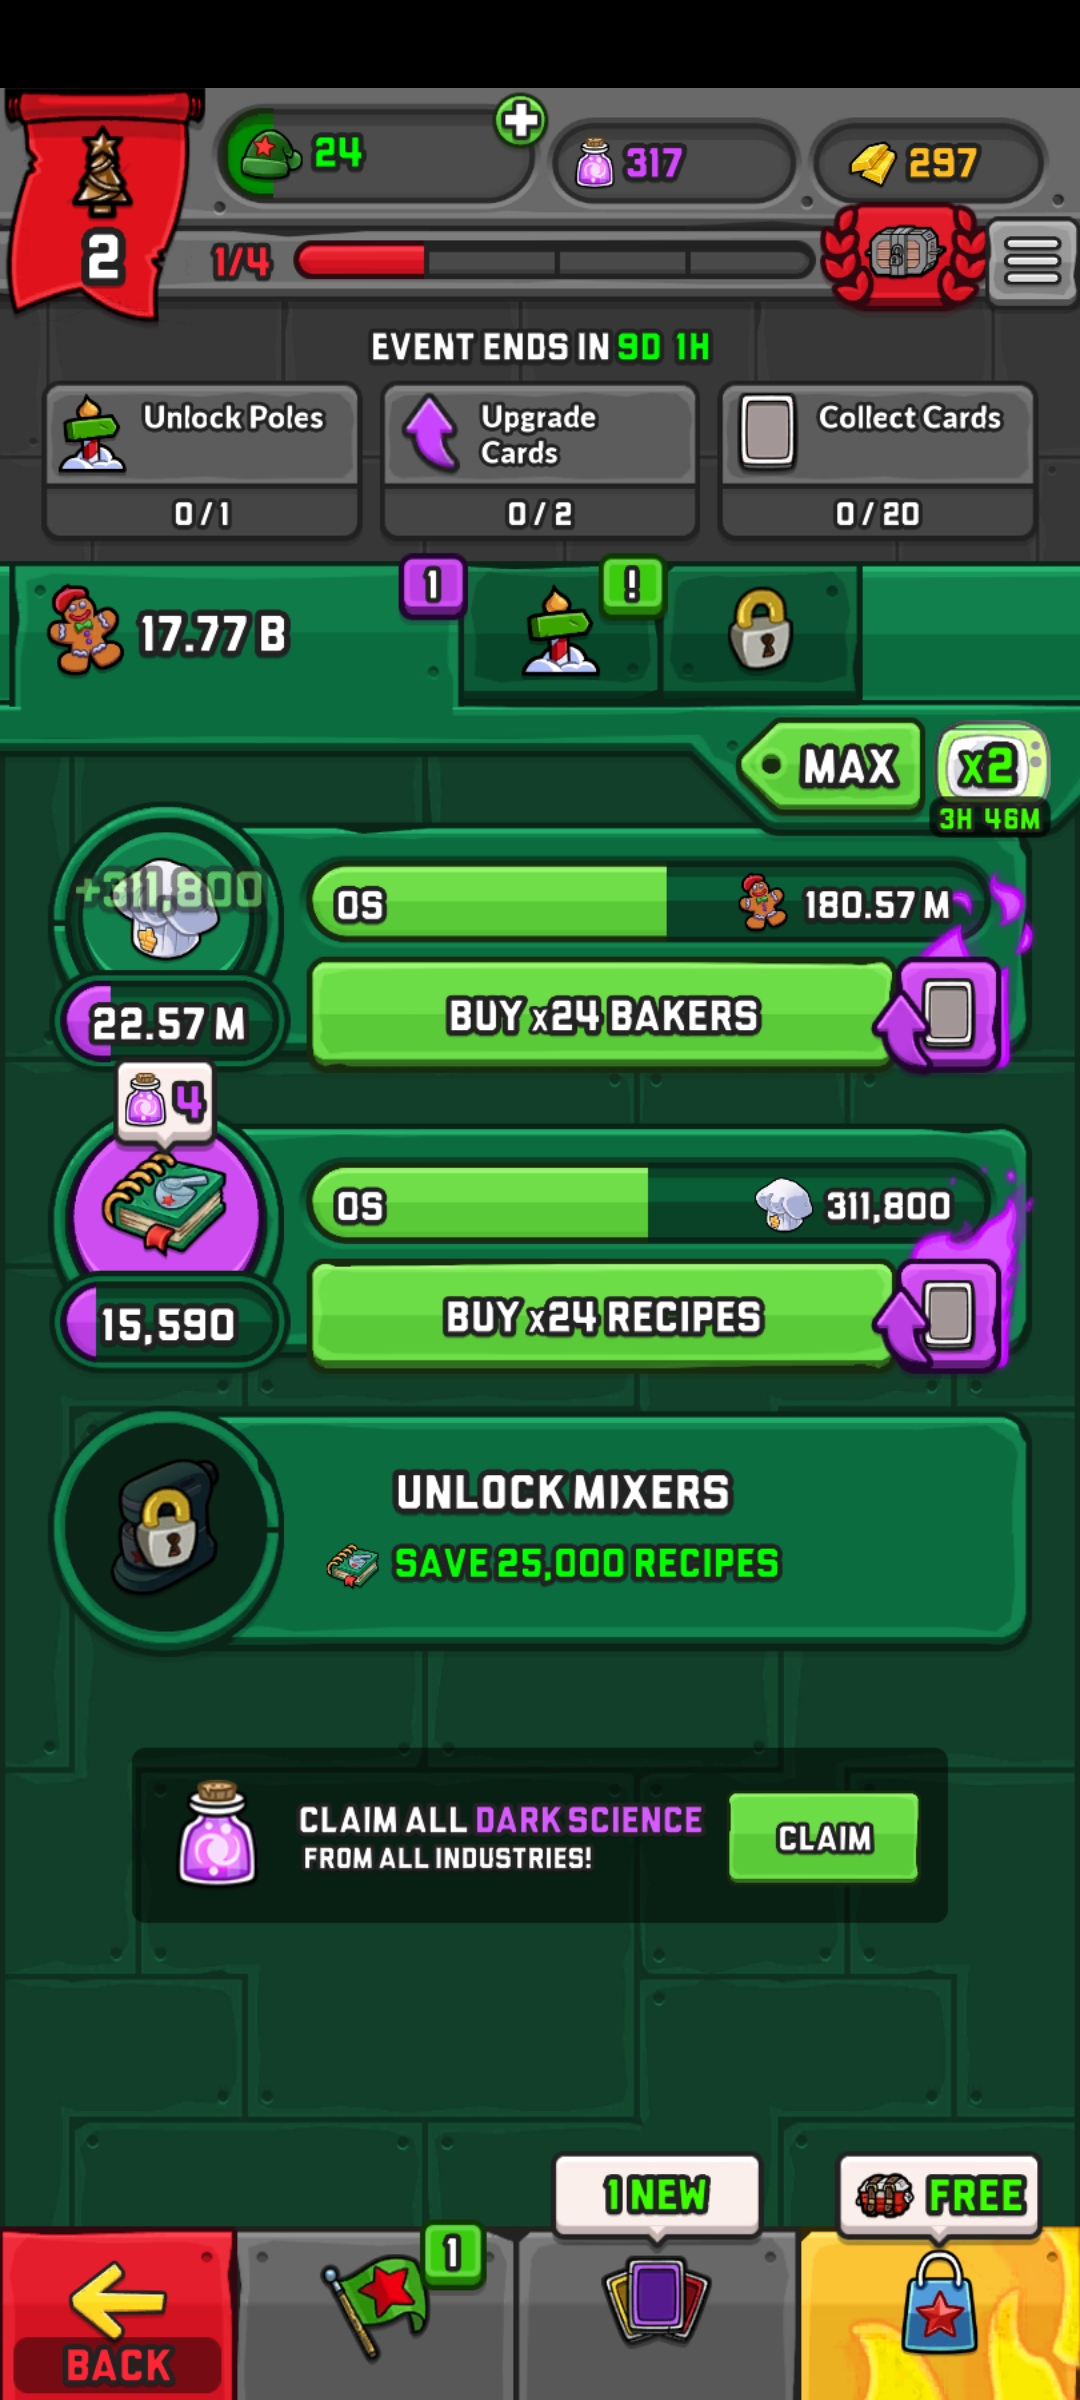 24
317
297
2
1/4
EVENT ENDS IN 9D 1H
Unlock Poles
0/1
Upgrade
Cards
0/2
Collect Cards
0/20
17.77 B
1
!
MAX
x2
3H 46M
+311,800
22.57 M
0S
180.57 M
BUY x24 BAKERS
4
15,590
0S
311,800
BUY x24 RECIPES
UNLOCK MIXERS
SAVE 25,000 RECIPES
CLAIM ALL DARK SCIENCE
FROM ALL INDUSTRIES!
CLAIM
1 NEW
FREE
1
BACK